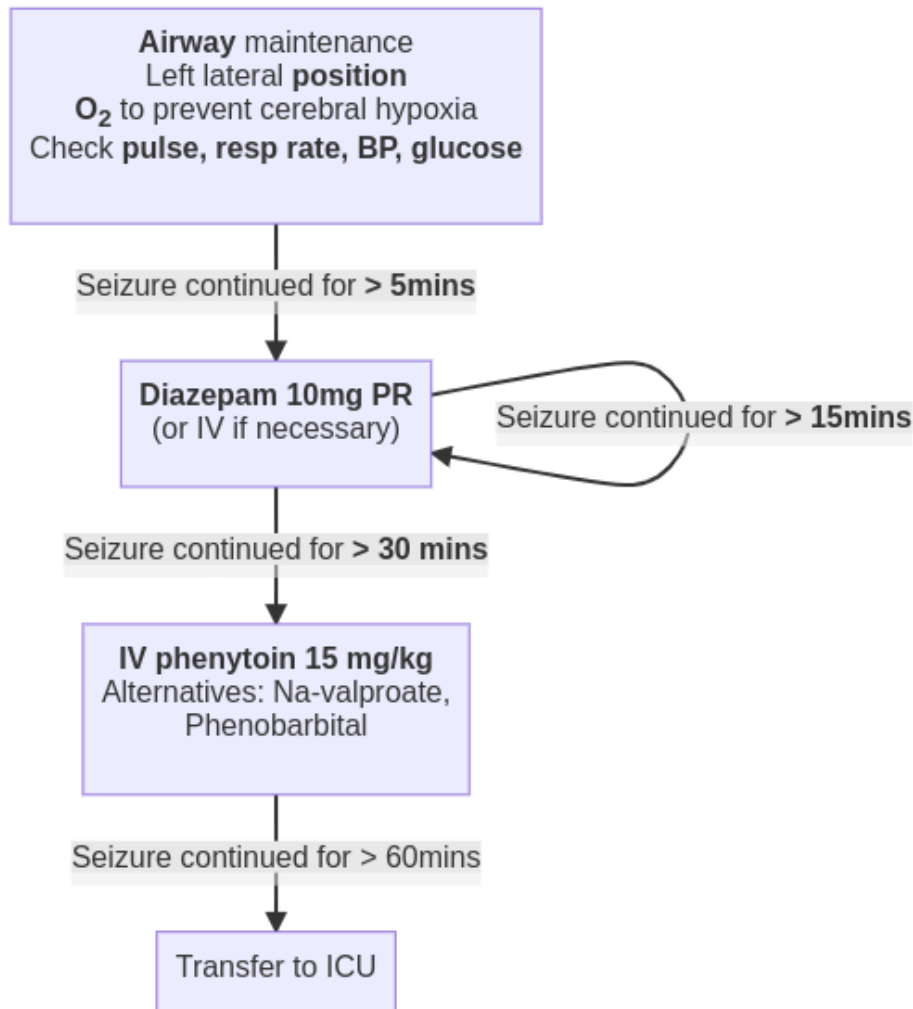 Airway maintenance
Left lateral position
O₂ to prevent cerebral hypoxia
Check pulse, resp rate, BP, glucose
Seizure continued for > 5mins
Diazepam 10mg PR
(or IV if necessary)
Seizure continued for > 15mins
Seizure continued for > 30 mins
IV phenytoin 15 mg/kg
Alternatives: Na-valproate,
Phenobarbital
Seizure continued for > 60mins
Transfer to ICU